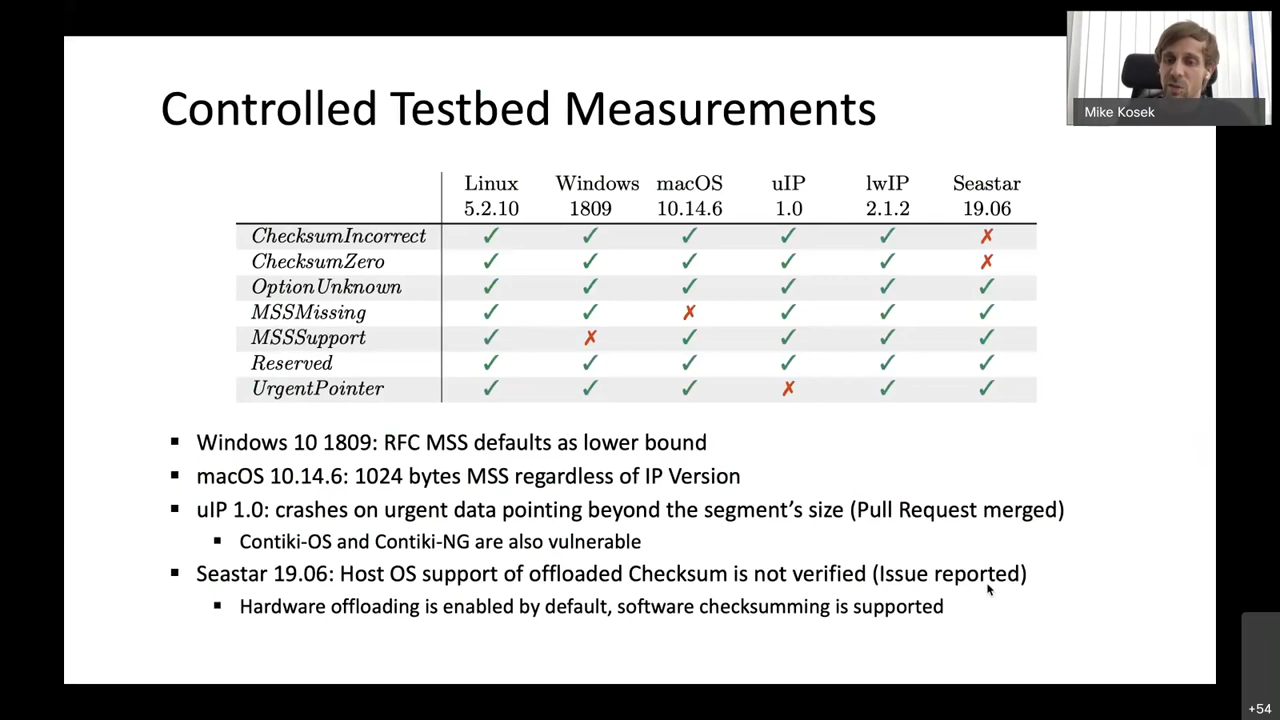 Mike Kosek
Controlled Testbed Measurements
Linux Windows macOS uIP lwIP Seastar
5.2.10 1809 10.14.6 1.0 2.1.2 19.06
ChecksumIncorrect ✓ ✓ ✓ ✓ ✓ ✗
ChecksumZero ✓ ✓ ✓ ✓ ✓ ✗
OptionUnknown ✓ ✓ ✓ ✓ ✓ ✓
MSSMissing ✓ ✓ ✗ ✓ ✓ ✓
MSSSupport ✓ ✗ ✓ ✓ ✓ ✓
Reserved ✓ ✓ ✓ ✓ ✓ ✓
UrgentPointer ✓ ✓ ✓ ✗ ✓ ✓
▪ Windows 10 1809: RFC MSS defaults as lower bound
▪ macOS 10.14.6: 1024 bytes MSS regardless of IP Version
▪ uIP 1.0: crashes on urgent data pointing beyond the segment’s size (Pull Request merged)
▪ Contiki-OS and Contiki-NG are also vulnerable
▪ Seastar 19.06: Host OS support of offloaded Checksum is not verified (Issue reported)
▪ Hardware offloading is enabled by default, software checksumming is supported
+54